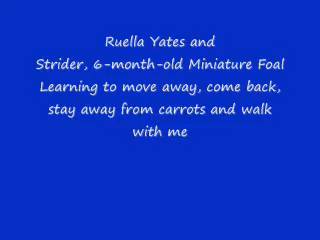 Ruella Yates and
Strider, 6-month-old Miniature Foal
Learning to move away, come back,
stay away from carrots and walk
with me